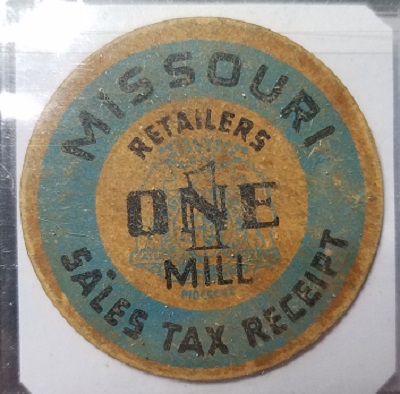 MISSOURI
RETAILERS
1
ONE
MILL
SALES TAX RECEIPT